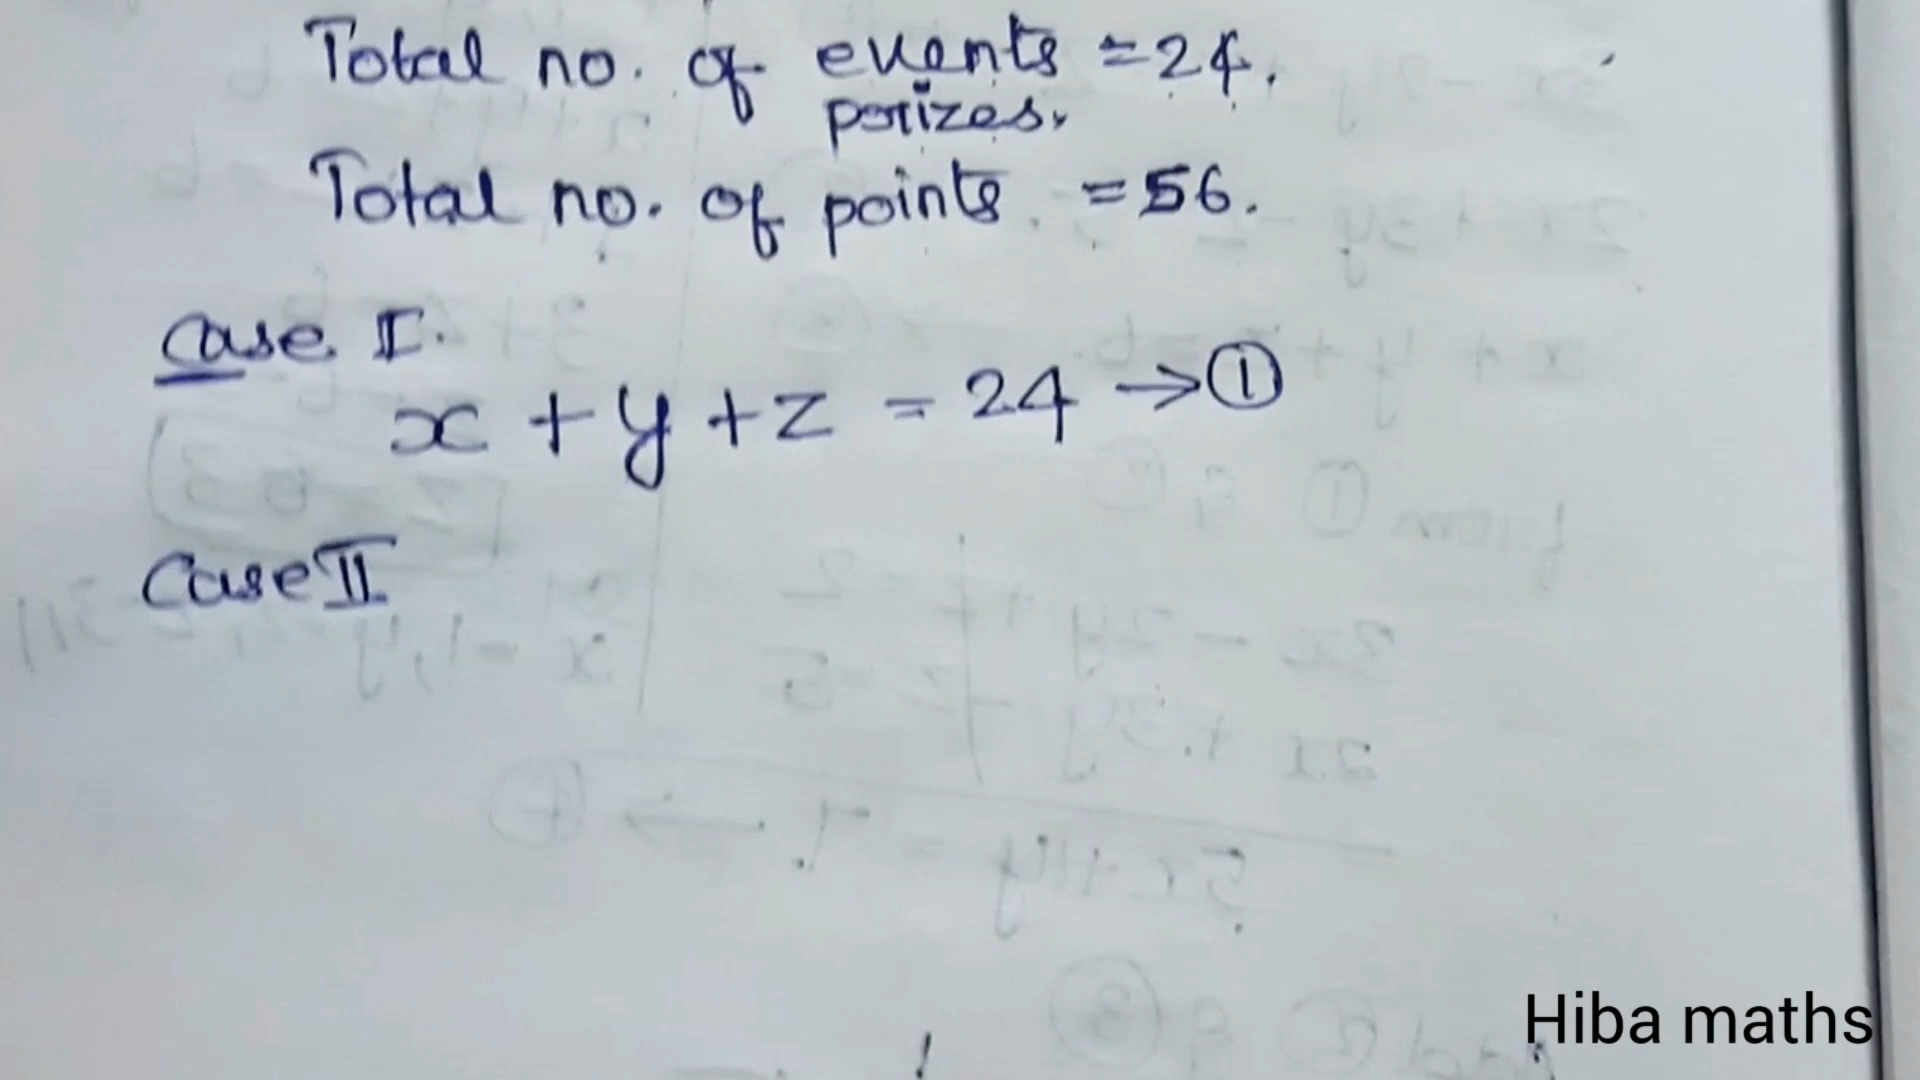 Total no. of events = 24.
prizes.
Total no. of points = 56.
Case I.
x + y + z = 24 → ①
Case II
Hiba maths